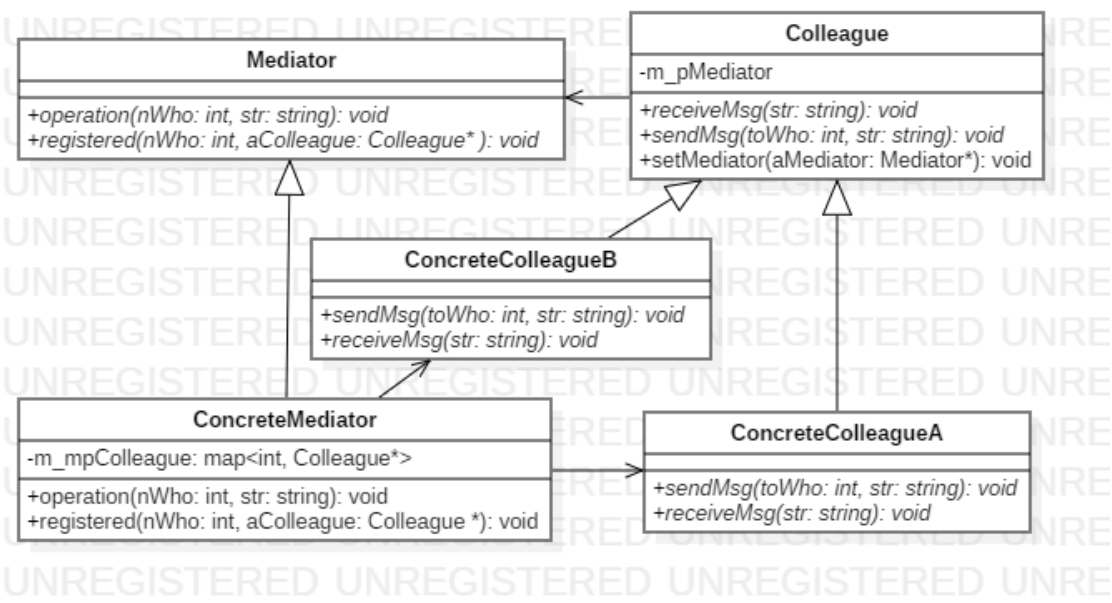 Mediator
+operation(nWho: int, str: string): void
+registered(nWho: int, aColleague: Colleague* ): void
Colleague
-m_pMediator
+receiveMsg(str: string): void
+sendMsg(toWho: int, str: string): void
+setMediator(aMediator: Mediator*): void
ConcreteColleagueB
+sendMsg(toWho: int, str: string): void
+receiveMsg(str: string): void
ConcreteMediator
-m_mpColleague: map<int, Colleague*>
+operation(nWho: int, str: string): void
+registered(nWho: int, aColleague: Colleague *): void
ConcreteColleagueA
+sendMsg(toWho: int, str: string): void
+receiveMsg(str: string): void
UNREGISTERED UNREGISTERED UNREGISTERED UNRE